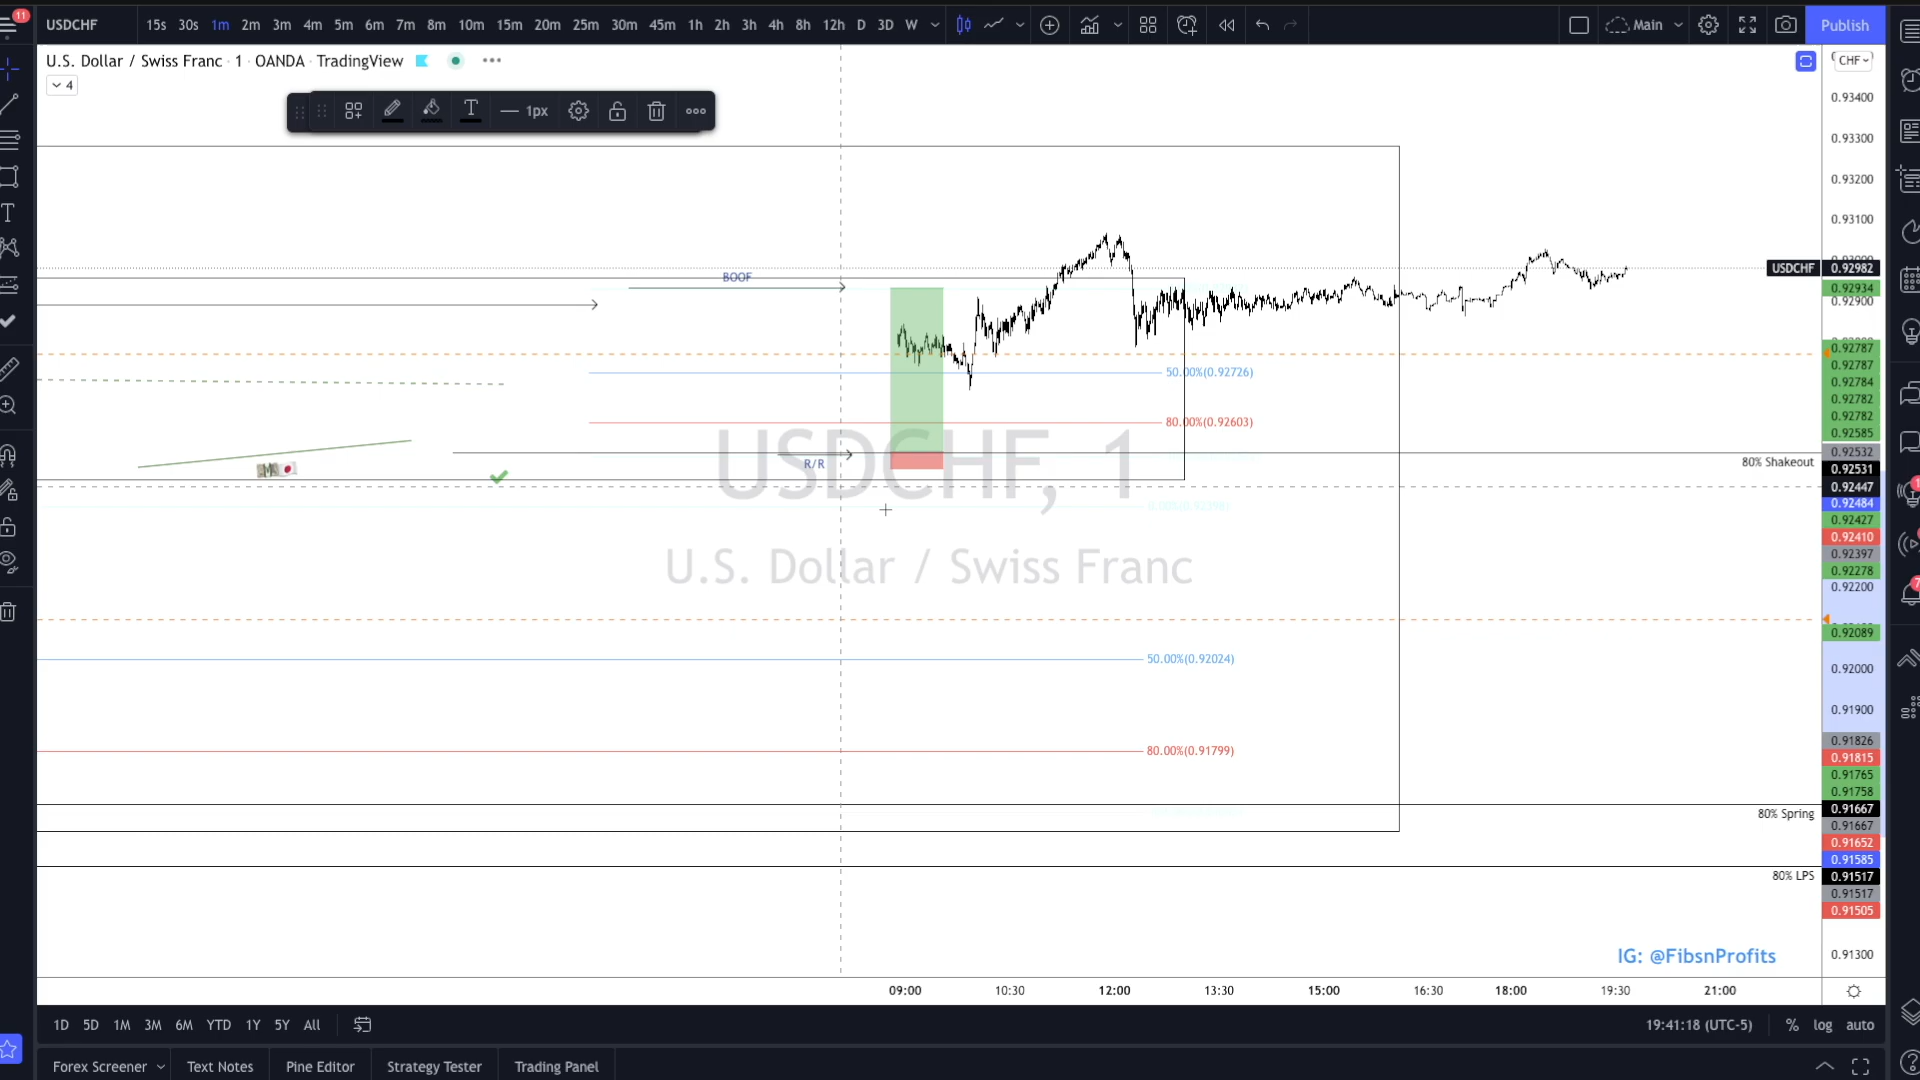 11
USDCHF 15s 30s 1m 2m 3m 4m 5m 6m 7m 8m 10m 15m 20m 25m 30m 45m 1h 2h 3h 4h 8h 12h D 3D W Main Publish
U.S. Dollar / Swiss Franc · 1 · OANDA · TradingView
CHF
4
1px
0.93400
0.93300
0.93200
0.93100
BOOF
USDCHF 0.92982
0.92934
0.92900
0.92787
0.92787
50.00%(0.92726)
0.92784
0.92782
80.00%(0.92603)
0.92782
0.92585
0.92532
R/R
80% Shakeout
0.92531
USDCHF, 1
0.92447
0.92484
0.92427
0.92410
0.92397
U.S. Dollar / Swiss Franc
0.92278
0.92200
0.92089
50.00%(0.92024)
0.92000
0.91900
0.91826
80.00%(0.91799)
0.91815
0.91765
0.91758
80% Spring
0.91667
0.91667
0.91652
0.91585
80% LPS
0.91517
0.91517
0.91505
IG: @FibsnProfits
0.91300
09:00 10:30 12:00 13:30 15:00 16:30 18:00 19:30 21:00
1D 5D 1M 3M 6M YTD 1Y 5Y All 19:41:18 (UTC-5) % log auto
Forex Screener Text Notes Pine Editor Strategy Tester Trading Panel